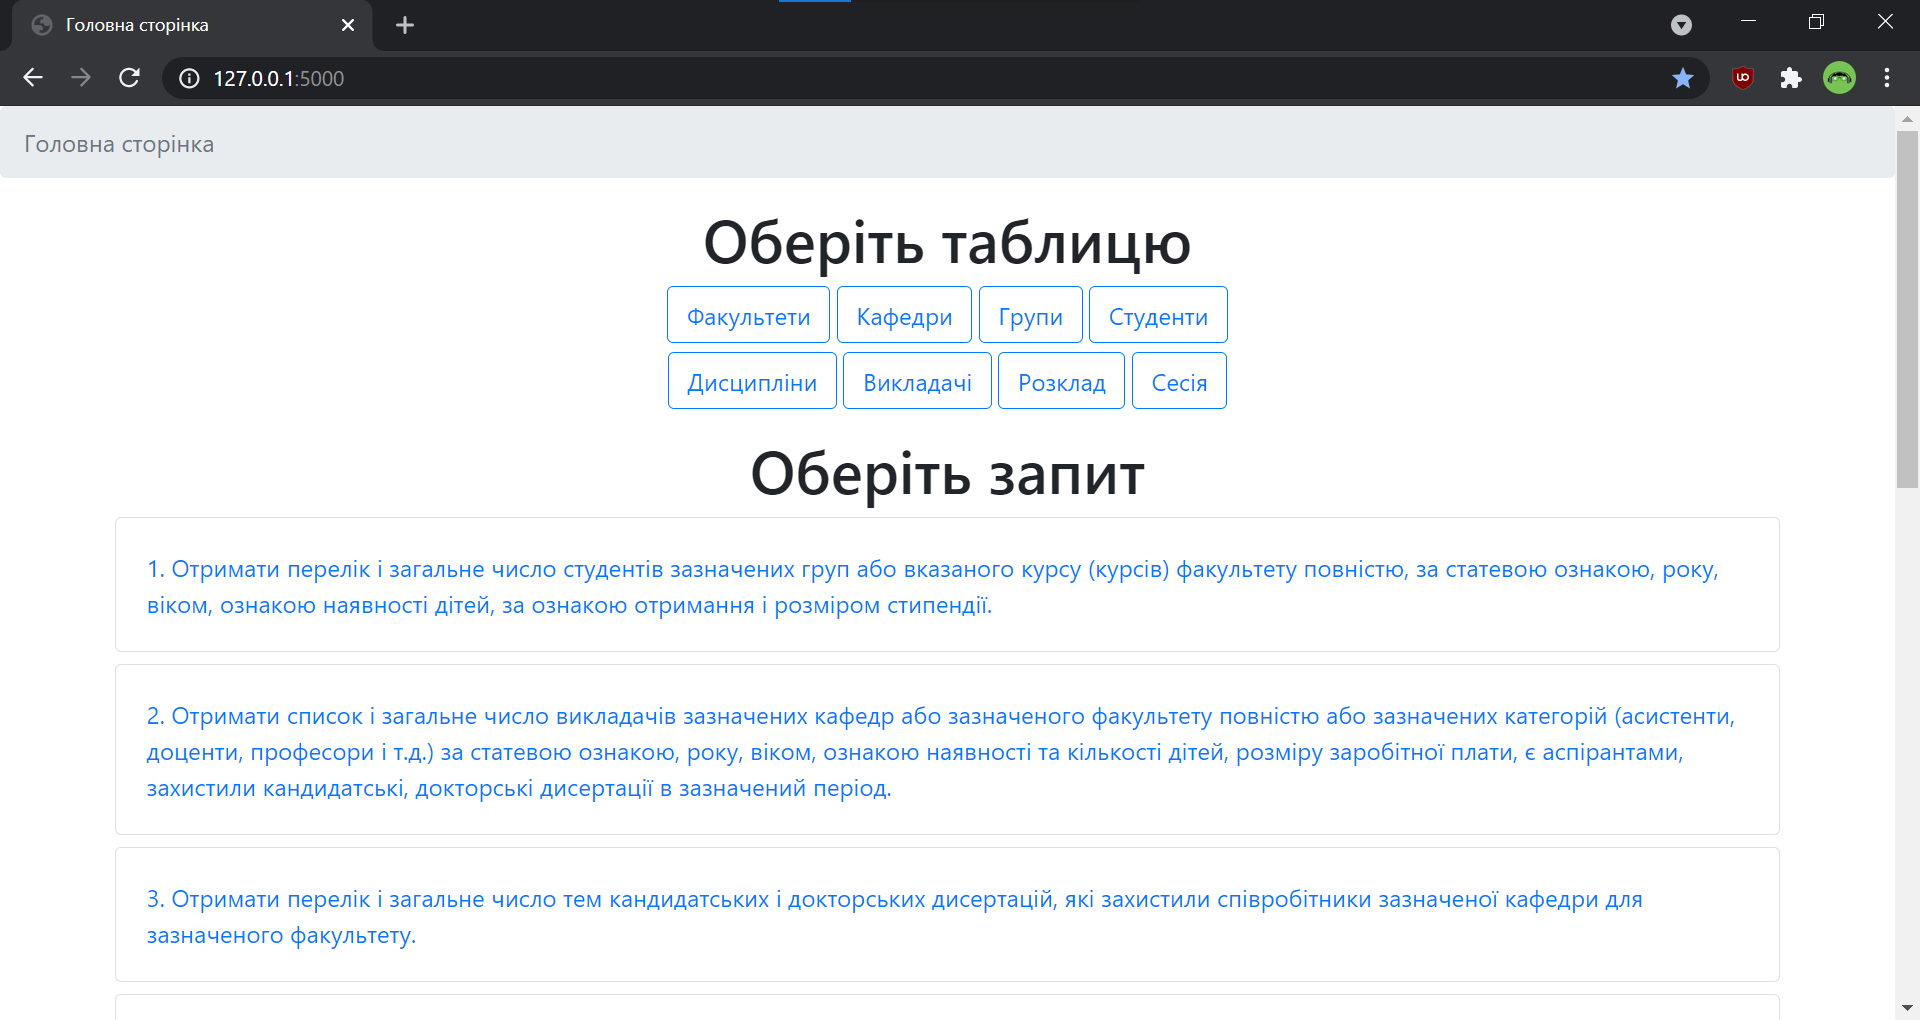 Головна сторінка
127.0.0.1:5000
Головна сторінка
Оберіть таблицю
Факультети Кафедри Групи Студенти
Дисципліни Викладачі Розклад Сесія
Оберіть запит
1. Отримати перелік і загальне число студентів зазначених груп або вказаного курсу (курсів) факультету повністю, за статевою ознакою, року,
віком, ознакою наявності дітей, за ознакою отримання і розміром стипендії.
2. Отримати список і загальне число викладачів зазначених кафедр або зазначеного факультету повністю або зазначених категорій (асистенти,
доценти, професори і т.д.) за статевою ознакою, року, віком, ознакою наявності та кількості дітей, розміру заробітної плати, є аспірантами,
захистили кандидатські, докторські дисертації в зазначений період.
3. Отримати перелік і загальне число тем кандидатських і докторських дисертацій, які захистили співробітники зазначеної кафедри для
зазначеного факультету.